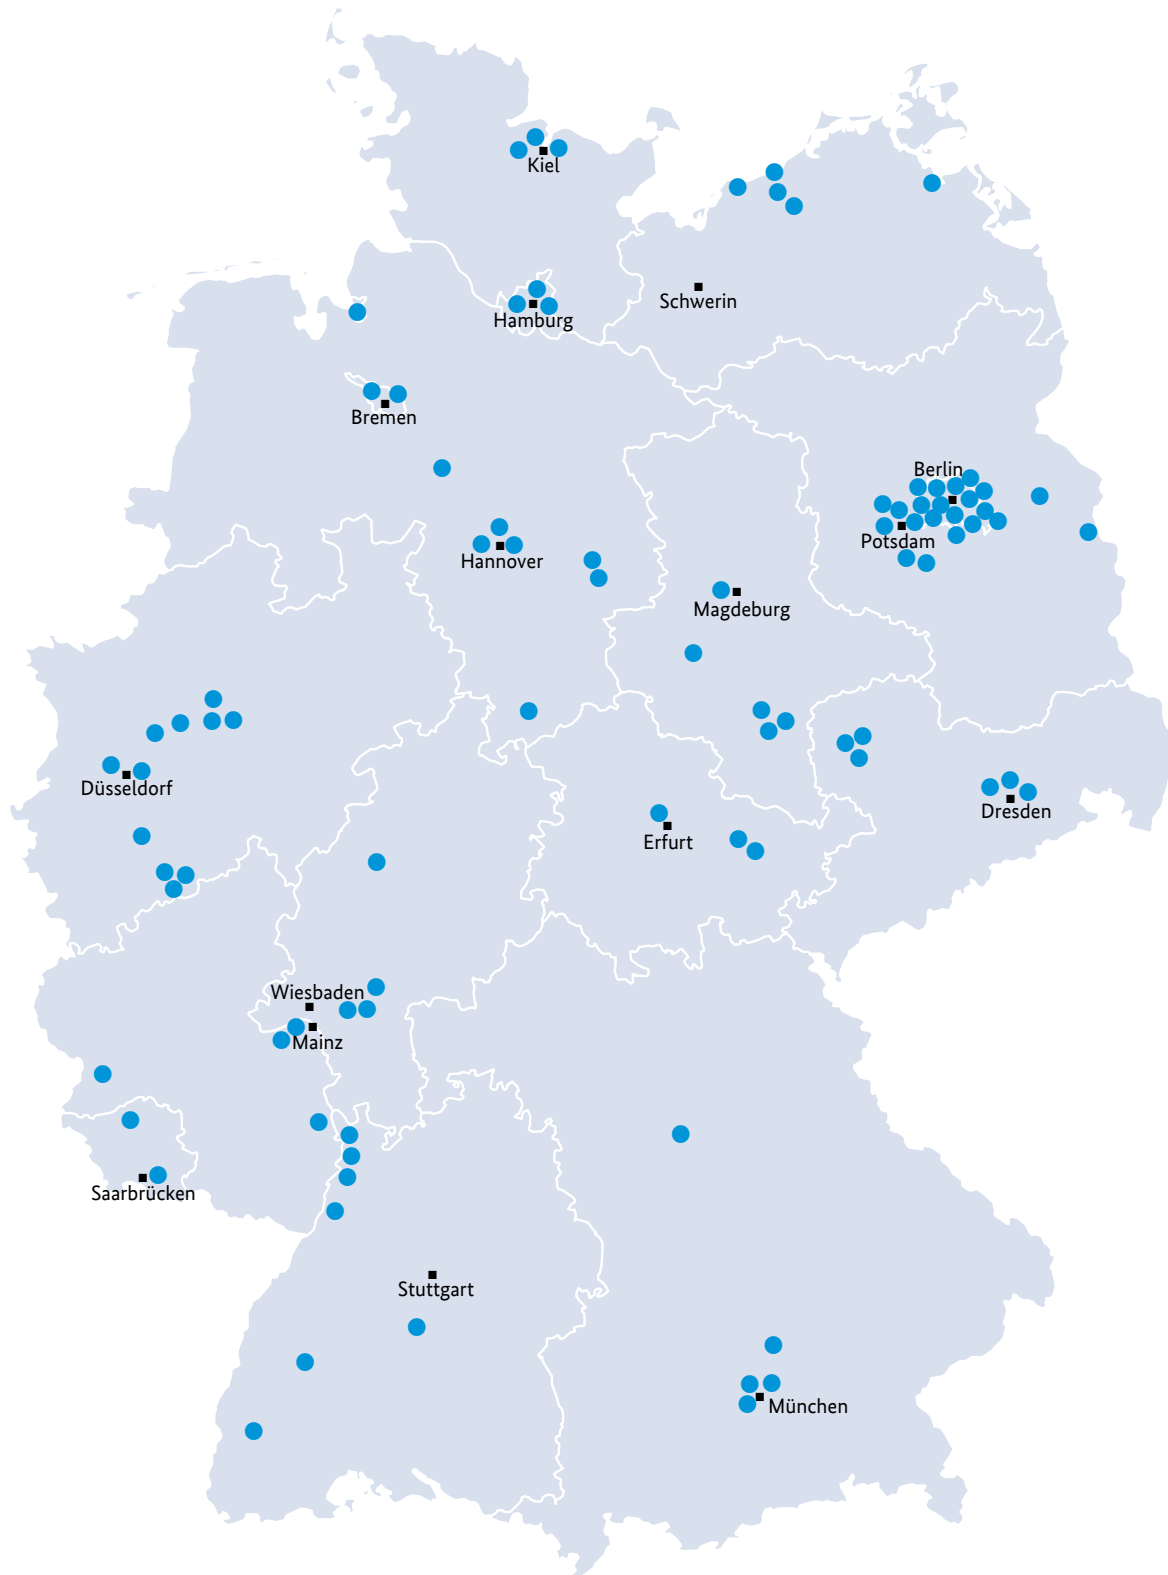 Kiel
Schwerin
Hamburg
Bremen
Berlin
Potsdam
Hannover
Magdeburg
Düsseldorf
Dresden
Erfurt
Wiesbaden
Mainz
Saarbrücken
Stuttgart
München